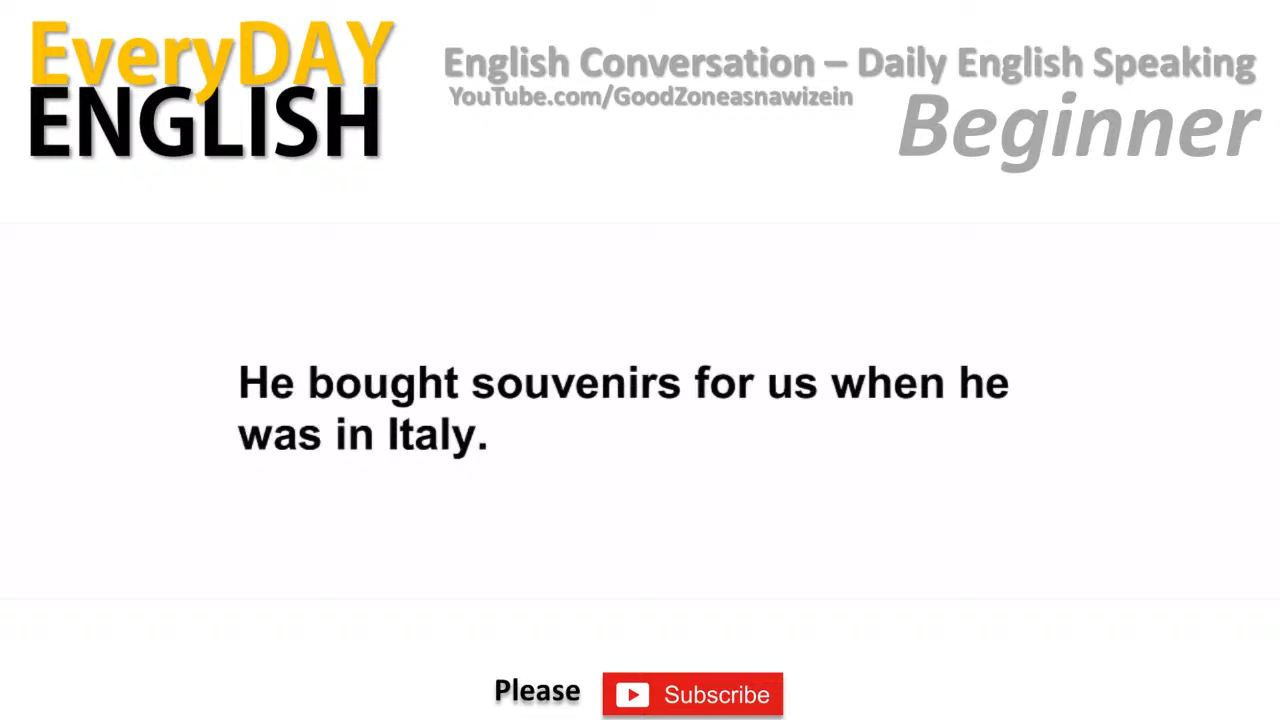 EveryDAY
ENGLISH
English Conversation – Daily English Speaking
YouTube.com/GoodZoneasnawizein
Beginner
He bought souvenirs for us when he
was in Italy.
Please
Subscribe